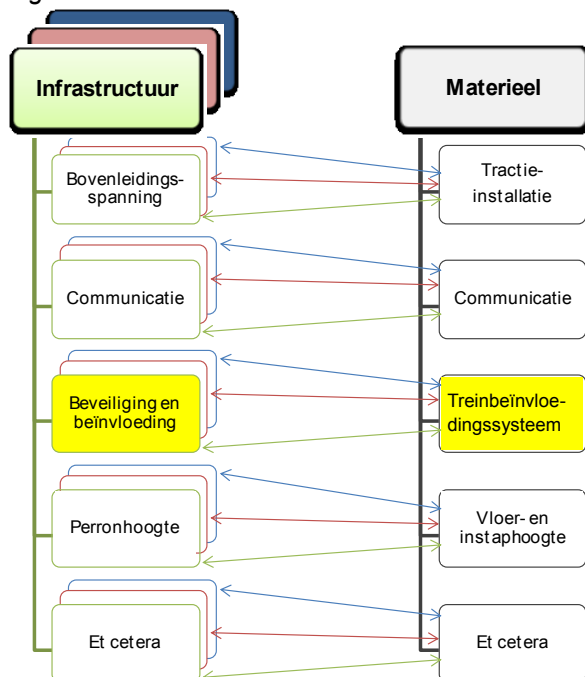 Infrastructuur
Materieel
Bovenleidings-
spanning
Tractie-
installatie
Communicatie
Communicatie
Beveiliging en
beïnvloeding
Treinbeïnvloe-
dingssysteem
Perronhoogte
Vloer- en
instaphoogte
Et cetera
Et cetera